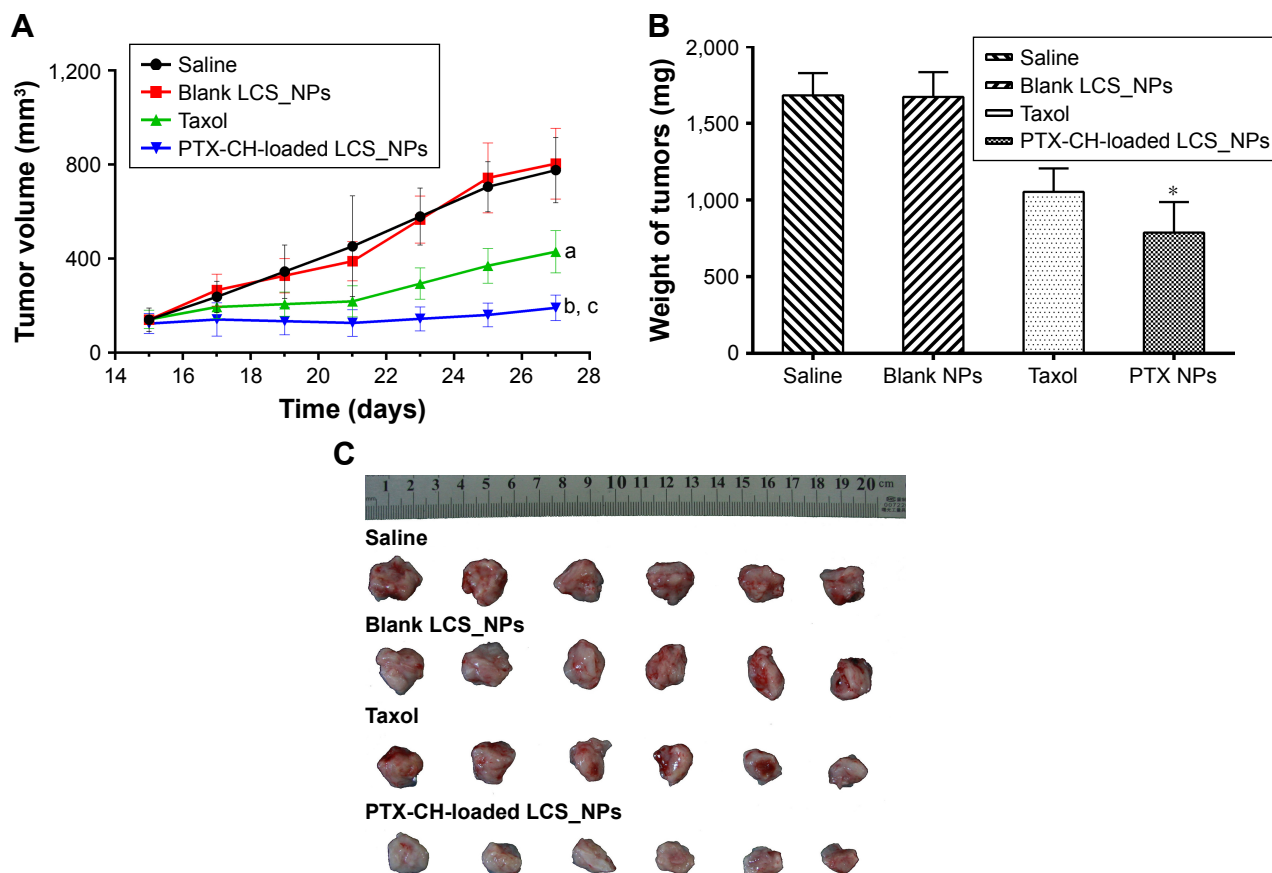 A
Saline
Blank LCS_NPs
Taxol
PTX-CH-loaded LCS_NPs
1,200
800
400
0
Tumor volume (mm³)
a
b, c
14 16 18 20 22 24 26 28
Time (days)
B
2,000
1,500
1,000
500
0
Weight of tumors (mg)
Saline
Blank LCS_NPs
Taxol
PTX-CH-loaded LCS_NPs
*
Saline Blank NPs Taxol PTX NPs
C
1 2 3 4 5 6 7 8 9 10 11 12 13 14 15 16 17 18 19 20 cm
Saline
Blank LCS_NPs
Taxol
PTX-CH-loaded LCS_NPs